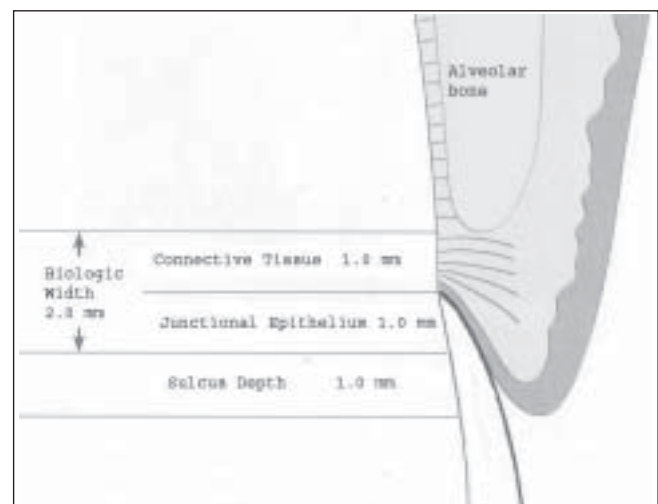 Alveolar
bone
Connective Tissue 1.0 mm
Biologic
Width
2.0 mm
Junctional Epithelium 1.0 mm
Sulcus Depth 1.0 mm